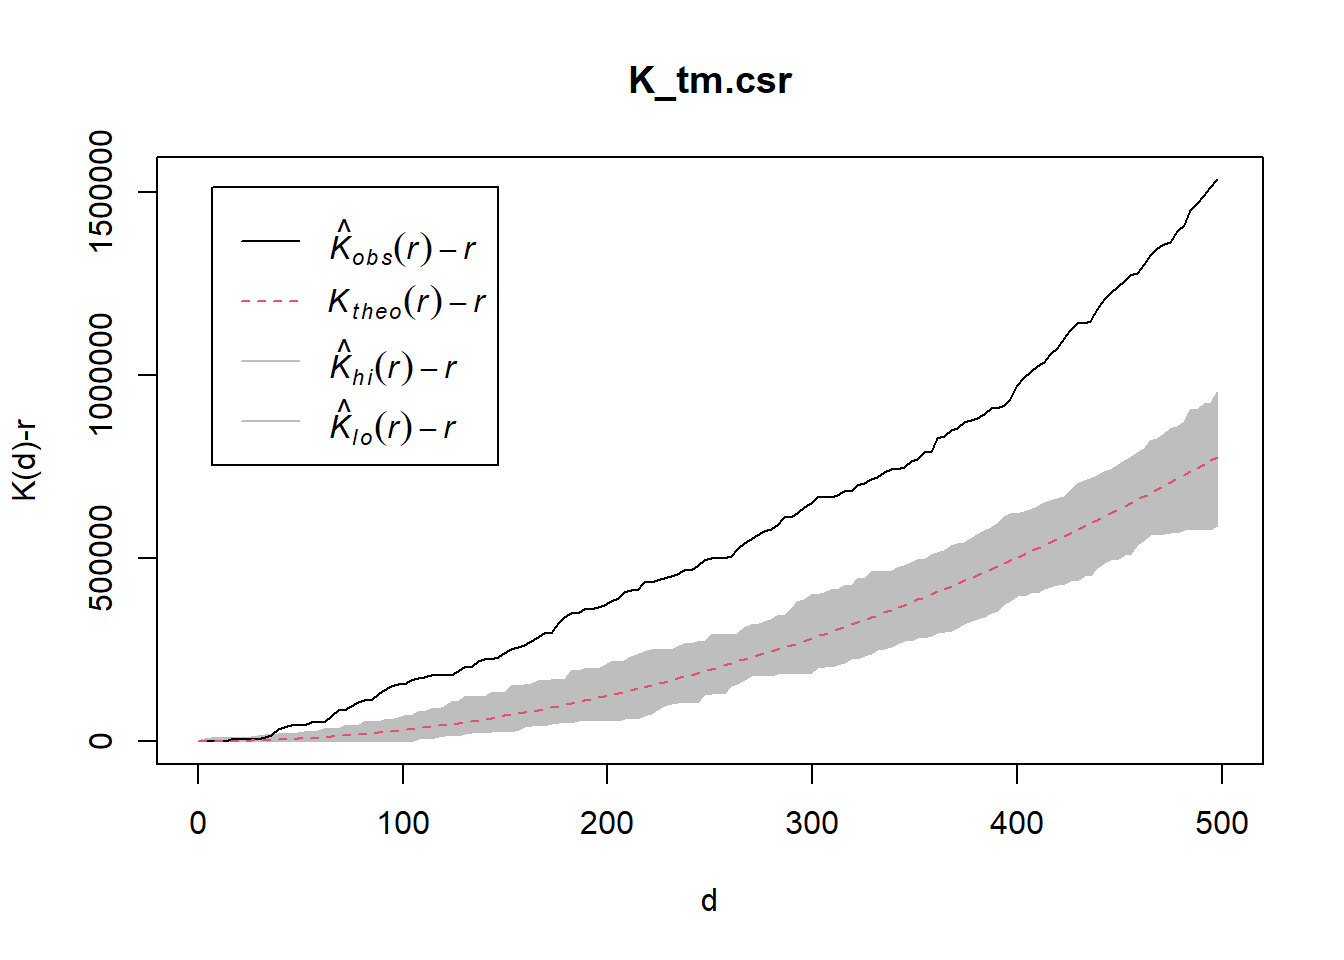 K_tm.csr
K̂obs(r) − r
Ktheo(r) − r
K̂hi(r) − r
K̂lo(r) − r
K(d)-r
1500000
1000000
500000
0
0 100 200 300 400 500
d